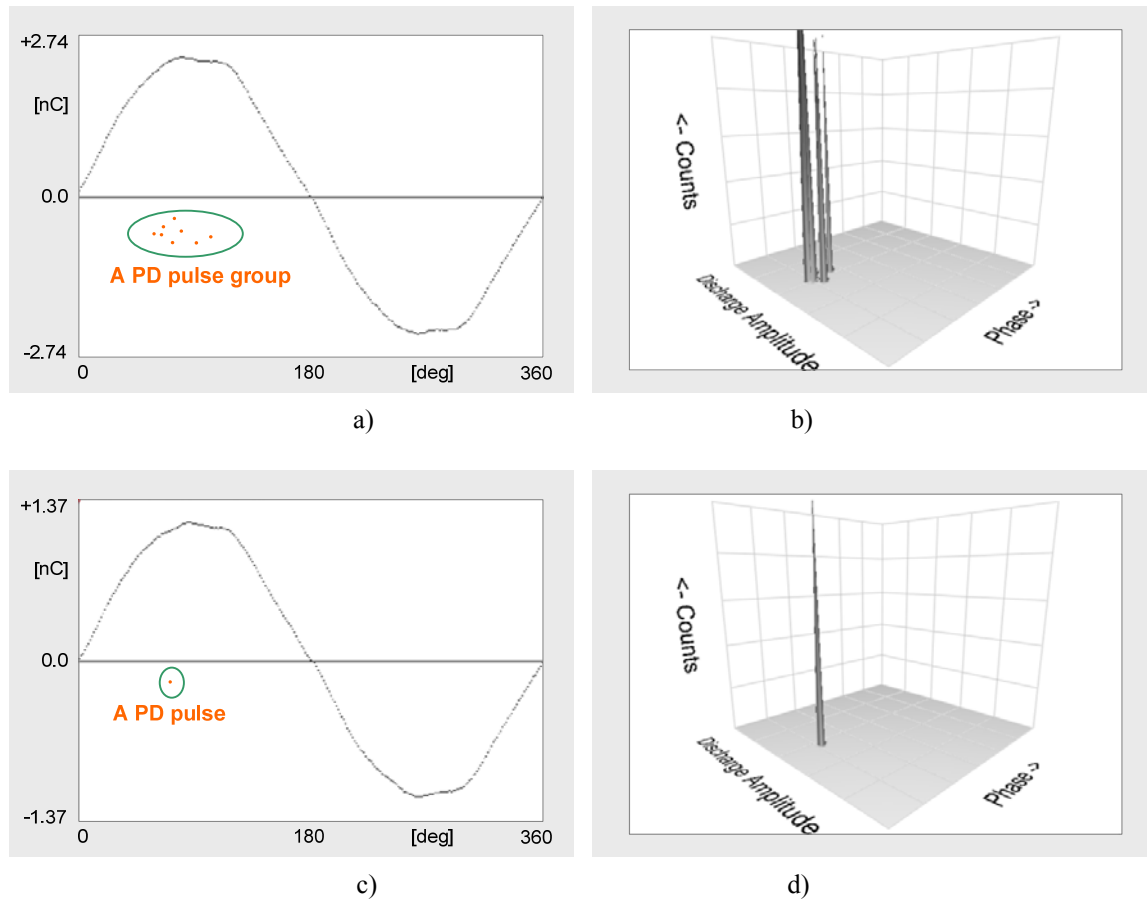 +2.74
[nC]
0.0
A PD pulse group
-2.74
0 180 [deg] 360
a)
<- Counts
Discharge Amplitude
Phase ->
b)
+1.37
[nC]
0.0
A PD pulse
-1.37
0 180 [deg] 360
c)
<- Counts
Discharge Amplitude
Phase ->
d)